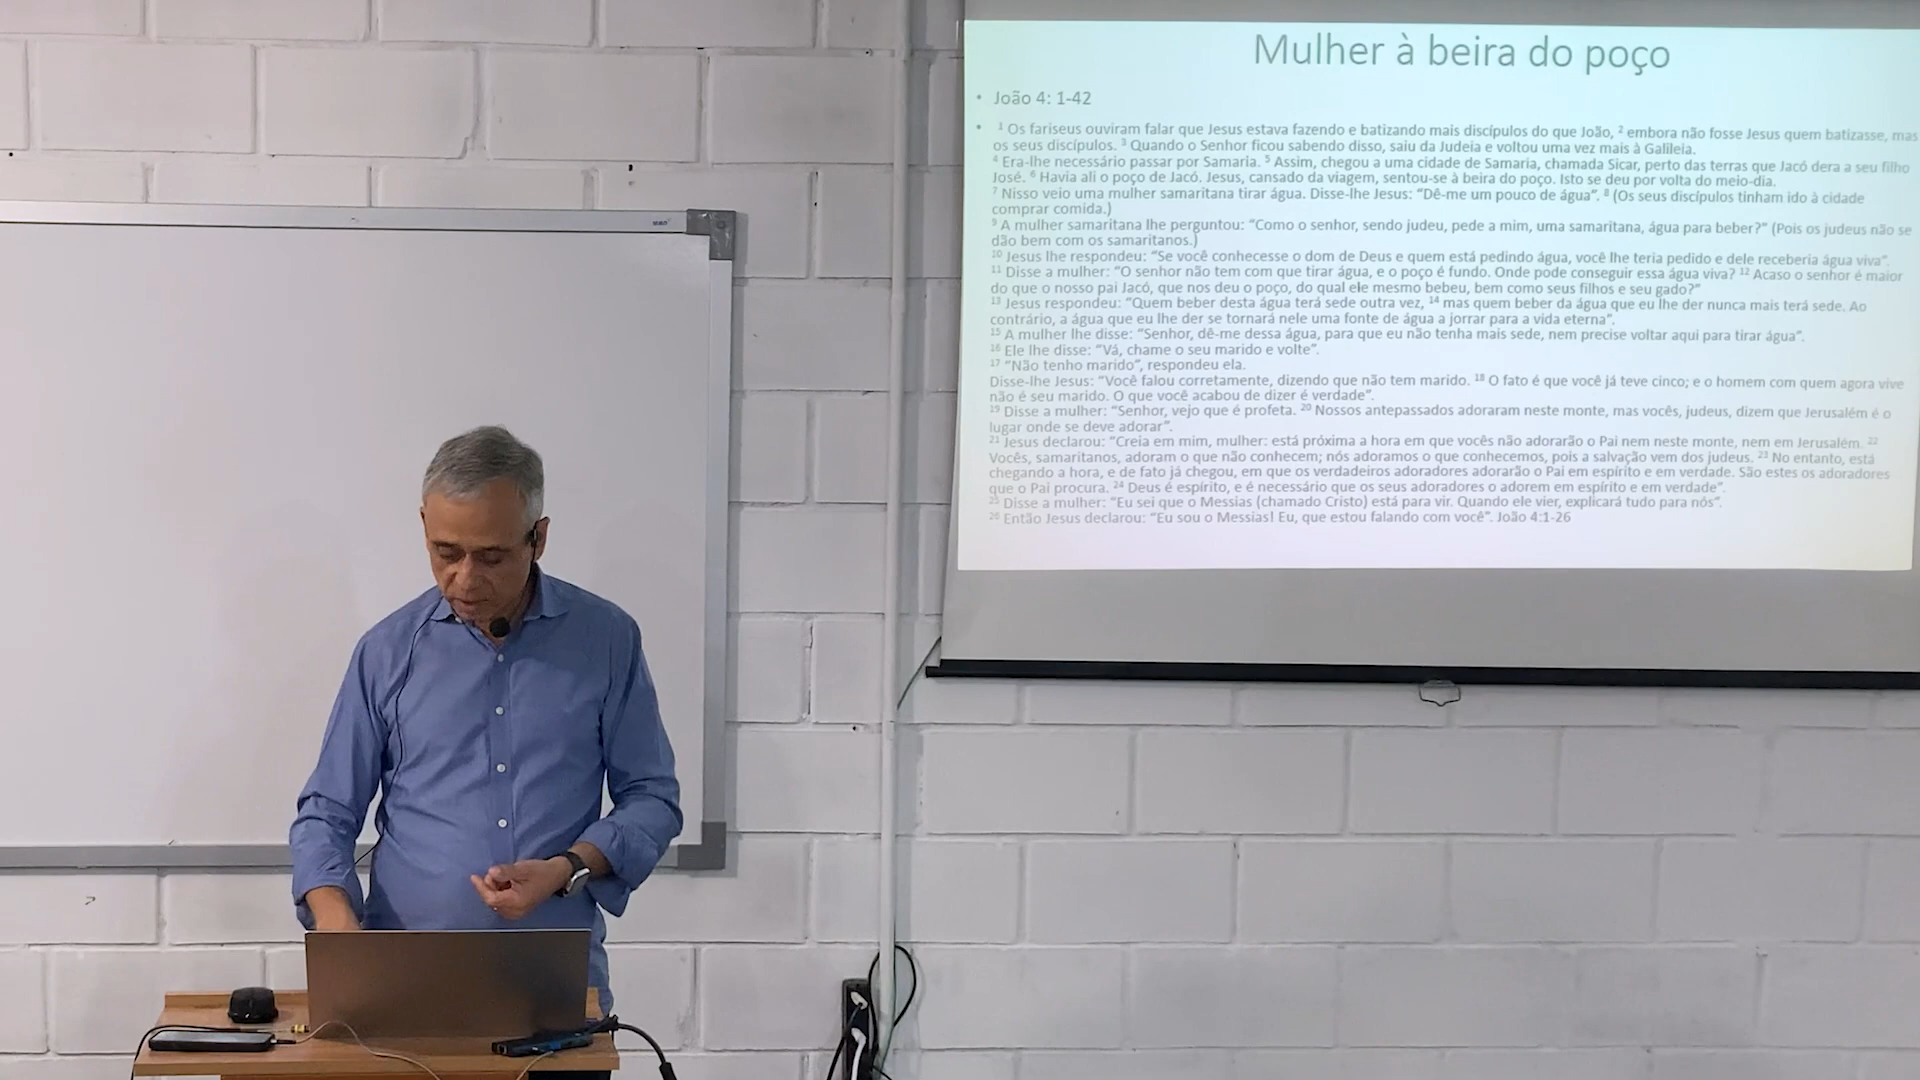 Mulher à beira do poço
• João 4: 1-42
• ¹ Os fariseus ouviram falar que Jesus estava fazendo e batizando mais discípulos do que João, ² embora não fosse Jesus quem batizasse, mas
os seus discípulos. ³ Quando o Senhor ficou sabendo disso, saiu da Judeia e voltou uma vez mais à Galileia.
⁴ Era-lhe necessário passar por Samaria. ⁵ Assim, chegou a uma cidade de Samaria, chamada Sicar, perto das terras que Jacó dera a seu filho
José. ⁶ Havia ali o poço de Jacó. Jesus, cansado da viagem, sentou-se à beira do poço. Isto se deu por volta do meio-dia.
⁷ Nisso veio uma mulher samaritana tirar água. Disse-lhe Jesus: “Dê-me um pouco de água”. ⁸ (Os seus discípulos tinham ido à cidade
comprar comida.)
⁹ A mulher samaritana lhe perguntou: “Como o senhor, sendo judeu, pede a mim, uma samaritana, água para beber?” (Pois os judeus não se
dão bem com os samaritanos.)
¹⁰ Jesus lhe respondeu: “Se você conhecesse o dom de Deus e quem está pedindo água, você lhe teria pedido e dele receberia água viva”.
¹¹ Disse a mulher: “O senhor não tem com que tirar água, e o poço é fundo. Onde pode conseguir essa água viva? ¹² Acaso o senhor é maior
do que o nosso pai Jacó, que nos deu o poço, do qual ele mesmo bebeu, bem como seus filhos e seu gado?”
¹³ Jesus respondeu: “Quem beber desta água terá sede outra vez, ¹⁴ mas quem beber da água que eu lhe der nunca mais terá sede. Ao
contrário, a água que eu lhe der se tornará nele uma fonte de água a jorrar para a vida eterna”.
¹⁵ A mulher lhe disse: “Senhor, dê-me dessa água, para que eu não tenha mais sede, nem precise voltar aqui para tirar água”.
¹⁶ Ele lhe disse: “Vá, chame o seu marido e volte”.
¹⁷ “Não tenho marido”, respondeu ela.
Disse-lhe Jesus: “Você falou corretamente, dizendo que não tem marido. ¹⁸ O fato é que você já teve cinco; e o homem com quem agora vive
não é seu marido. O que você acabou de dizer é verdade”.
¹⁹ Disse a mulher: “Senhor, vejo que é profeta. ²⁰ Nossos antepassados adoraram neste monte, mas vocês, judeus, dizem que Jerusalém é o
lugar onde se deve adorar”.
²¹ Jesus declarou: “Creia em mim, mulher: está próxima a hora em que vocês não adorarão o Pai nem neste monte, nem em Jerusalém. ²²
Vocês, samaritanos, adoram o que não conhecem; nós adoramos o que conhecemos, pois a salvação vem dos judeus. ²³ No entanto, está
chegando a hora, e de fato já chegou, em que os verdadeiros adoradores adorarão o Pai em espírito e em verdade. São estes os adoradores
que o Pai procura. ²⁴ Deus é espírito, e é necessário que os seus adoradores o adorem em espírito e em verdade”.
²⁵ Disse a mulher: “Eu sei que o Messias (chamado Cristo) está para vir. Quando ele vier, explicará tudo para nós”.
²⁶ Então Jesus declarou: “Eu sou o Messias! Eu, que estou falando com você”. João 4:1-26